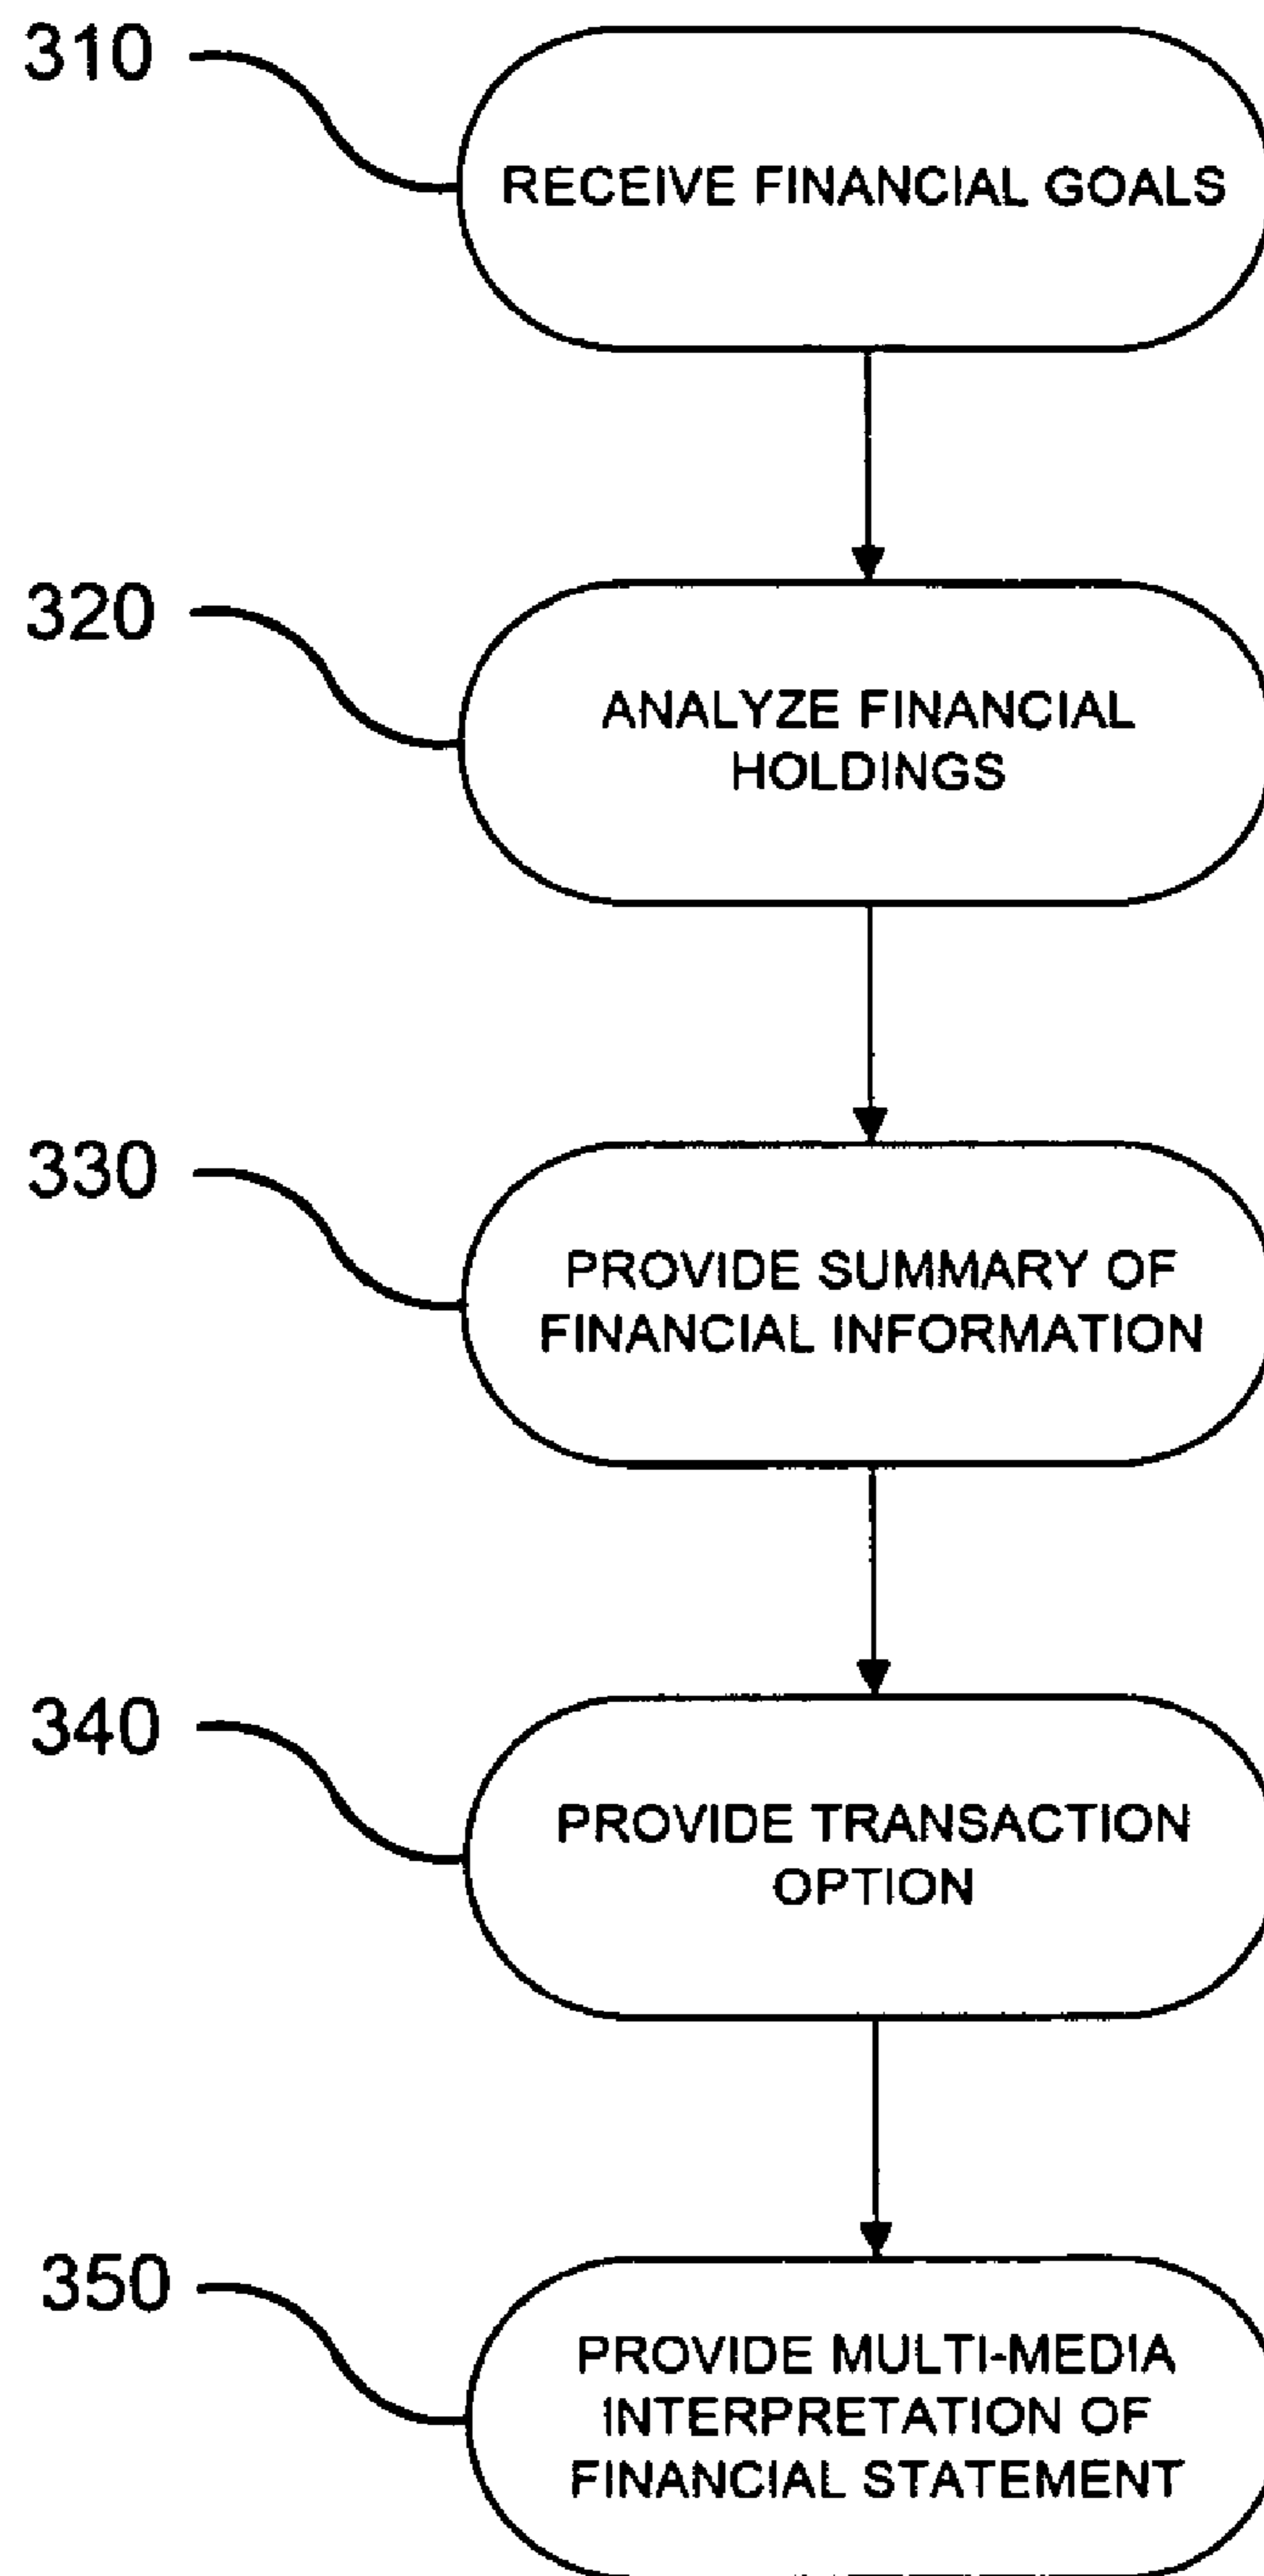 310
RECEIVE FINANCIAL GOALS
320
ANALYZE FINANCIAL
HOLDINGS
330
PROVIDE SUMMARY OF
FINANCIAL INFORMATION
340
PROVIDE TRANSACTION
OPTION
350
PROVIDE MULTI-MEDIA
INTERPRETATION OF
FINANCIAL STATEMENT